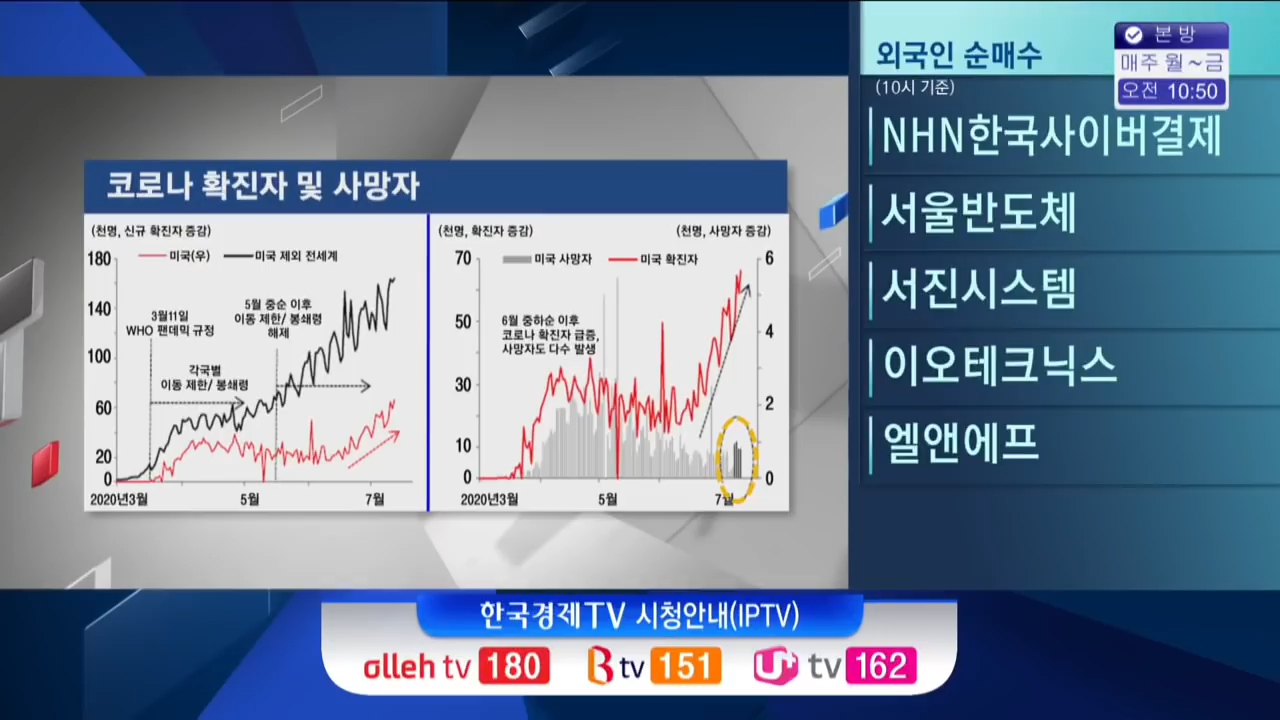 외국인 순매수
(10시 기준)
본 방
매주 월~금
오전 10:50
NHN한국사이버결제
서울반도체
서진시스템
이오테크닉스
엘앤에프
코로나 확진자 및 사망자
(천명, 신규 확진자 증감)
미국(우)
미국 제외 전세계
180
140
100
60
20
0
3월11일
WHO 팬데믹 규정
5월 중순 이후
이동 제한/ 봉쇄령
해제
각국별
이동 제한/ 봉쇄령
2020년3월
5월
7월
(천명, 확진자 증감)
(천명, 사망자 증감)
미국 사망자
미국 확진자
70
50
30
10
0
6
4
2
0
6월 중하순 이후
코로나 확진자 급증,
사망자도 다수 발생
2020년3월
5월
7월
한국경제TV 시청안내(IPTV)
olleh tv 180
B tv 151
U+ tv 162